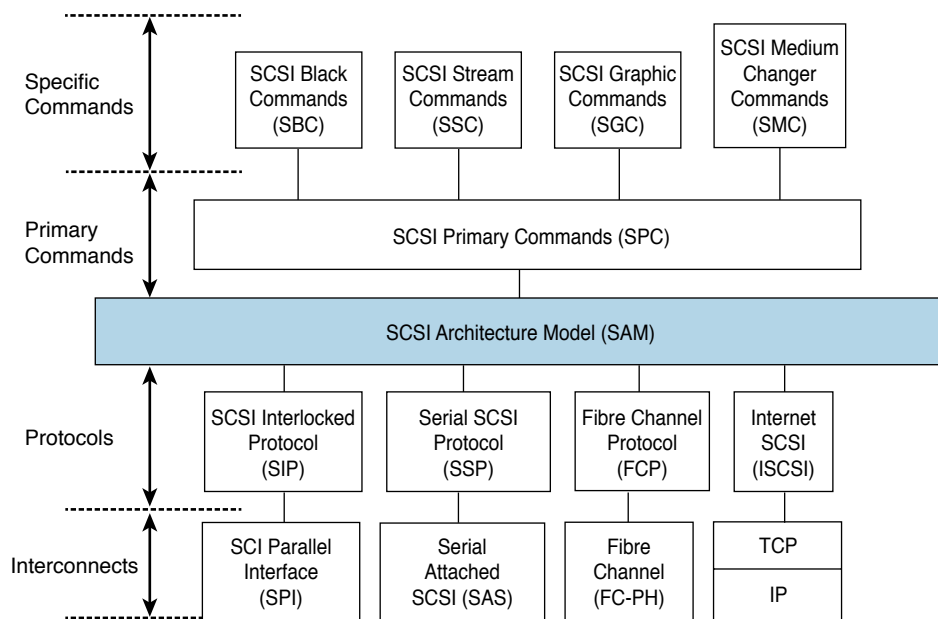 Specific
Commands
SCSI Black
Commands
(SBC)
SCSI Stream
Commands
(SSC)
SCSI Graphic
Commands
(SGC)
SCSI Medium
Changer
Commands
(SMC)
Primary
Commands
SCSI Primary Commands (SPC)
SCSI Architecture Model (SAM)
Protocols
SCSI Interlocked
Protocol
(SIP)
Serial SCSI
Protocol
(SSP)
Fibre Channel
Protocol
(FCP)
Internet
SCSI
(ISCSI)
Interconnects
SCI Parallel
Interface
(SPI)
Serial
Attached
SCSI (SAS)
Fibre
Channel
(FC-PH)
TCP
IP